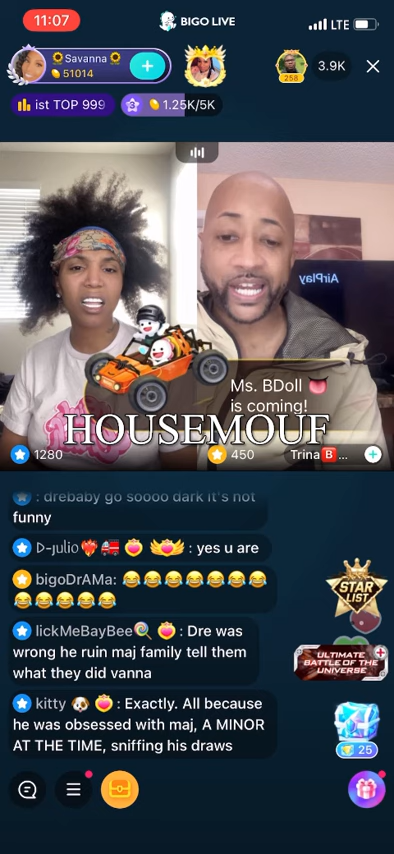 11:07
BIGO LIVE
LTE
🌻Savanna🌻
51014
258
3.9K
ist TOP 999
1.25K/5K
AirPlay
Ms. BDoll 👅
is coming!
HOUSEMOUF
1280
450
Trina🅱️...
: drebaby go soooo dark it's not
funny
D-ȷulio❤️‍🔥🚒 : yes u are
bigoDrAMa: 😂😂😂😂😂😂😂
😂😂😂😂😂
lickMeBayBee🍭 : Dre was
wrong he ruin maj family tell them
what they did vanna
kitty 🐶 : Exactly. All because
he was obsessed with maj, A MINOR
AT THE TIME, sniffing his draws
STAR
LIST
ULTIMATE
BATTLE OF THE
UNIVERSE
25